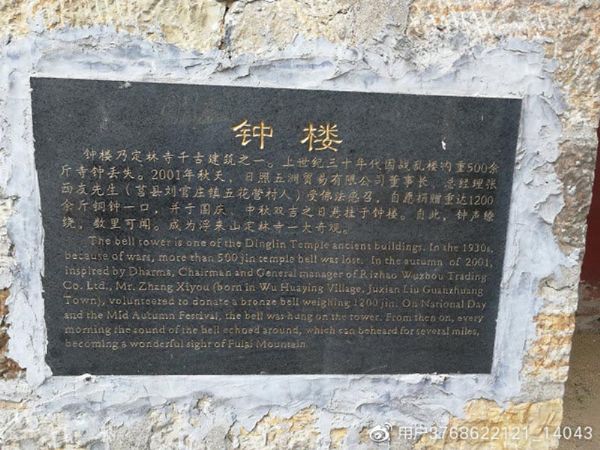 钟楼
钟楼乃定林寺千古建筑之一。上世纪三十年代因战乱楼内重500余
斤寺钟丢失。2001年秋天，日照五洲贸易有限公司董事长、总经理张
西友先生（莒县刘官庄镇五花营村人）受佛法感召，自愿捐赠重达1200
余斤铜钟一口，并于国庆、中秋双吉之日悬挂于钟楼。自此，钟声缭
绕，数里可闻。成为浮来山定林寺一大奇观。
The bell tower is one of the Dinglin Temple ancient buildings. In the 1930s,
because of wars, more than 500 jin temple bell was lost. In the autumn of 2001,
inspired by Dharma, Chairman and General manager of Rizhao Wuzhou Trading
Co. Ltd., Mr. Zhang Xiyou (born in Wu Huaying Village, Juxian Liu Guanzhuang
Town), volunteered to donate a bronze bell weighing 1200 jin. On National Day
and the Mid Autumn Festival, the bell was hung on the tower. From then on, every
morning the sound of the bell echoed around, which can beheard for several miles,
becoming a wonderful sight of Fulai Mountain.
用户3768622121_14043